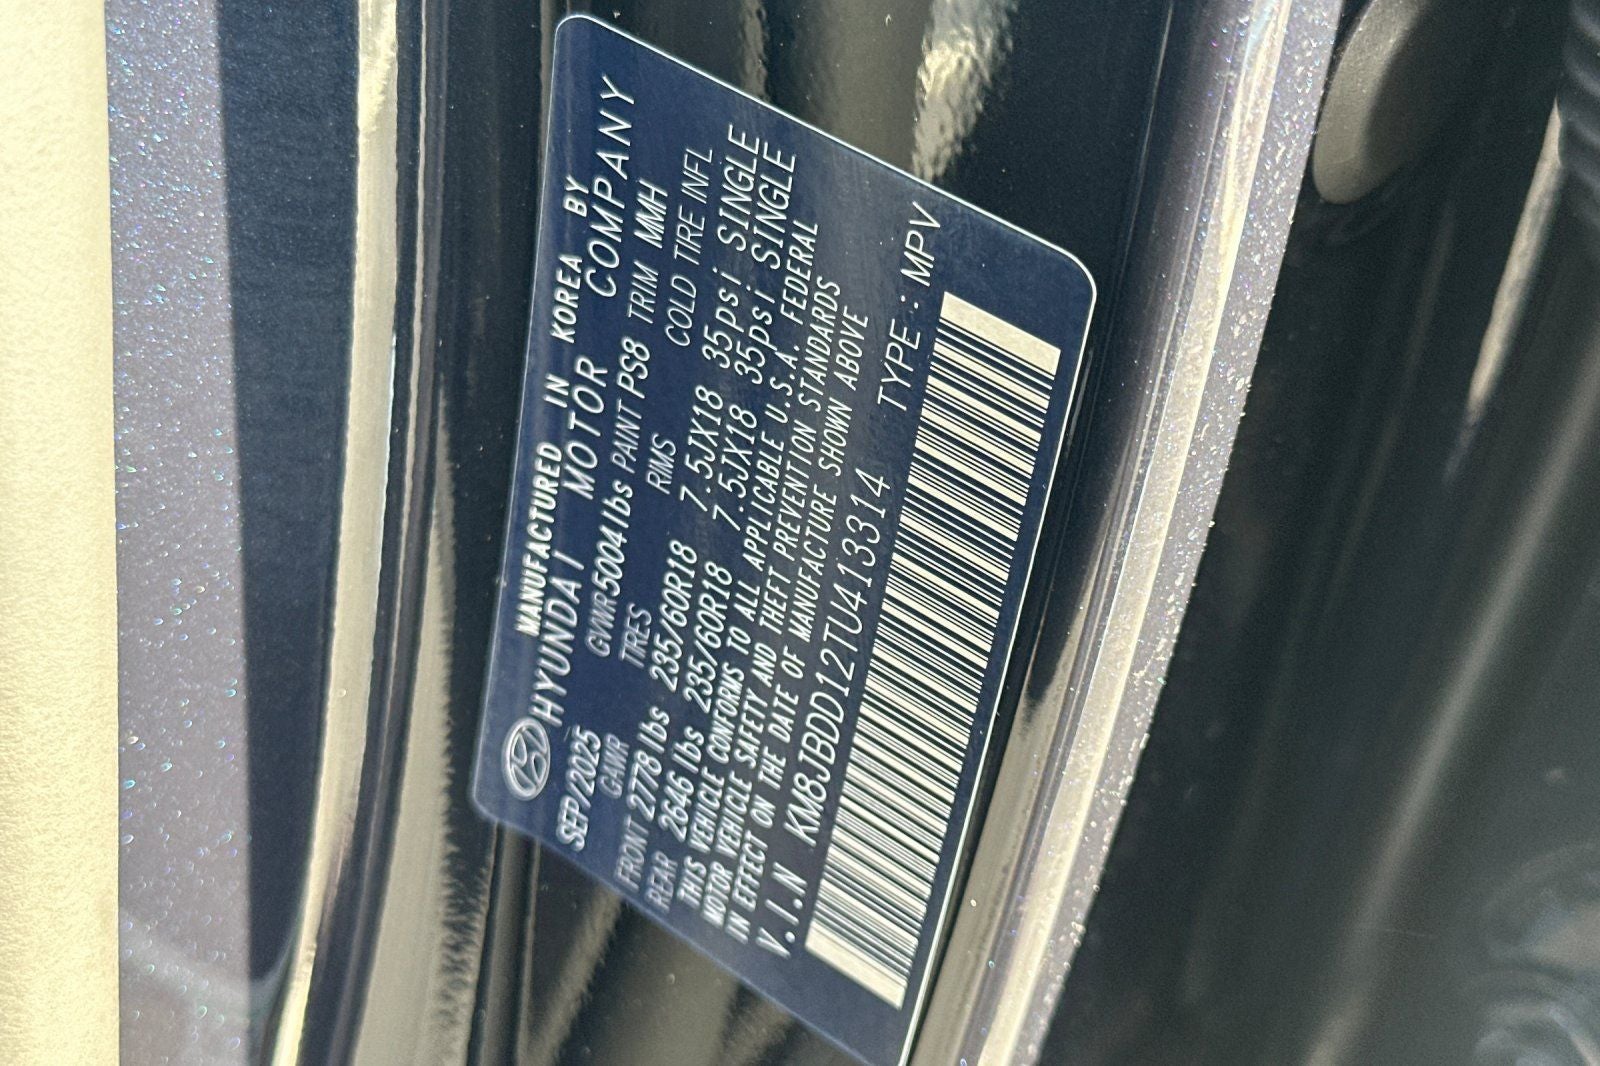 MANUFACTURED IN KOREA BY
HYUNDAI MOTOR COMPANY
SEP/2025 GVWR 5004 lbs PAINT PS8 TRIM MMH
GAWR TIRES RIMS COLD TIRE INFL
FRONT 2778 lbs 235/60R18 7.5JX18 35psi SINGLE
REAR 2646 lbs 235/60R18 7.5JX18 35psi SINGLE
THIS VEHICLE CONFORMS TO ALL APPLICABLE U.S.A. FEDERAL
MOTOR VEHICLE SAFETY AND THEFT PREVENTION STANDARDS
IN EFFECT ON THE DATE OF MANUFACTURE SHOWN ABOVE
V.I.N KM8JBDD12TU413314 TYPE : MPV